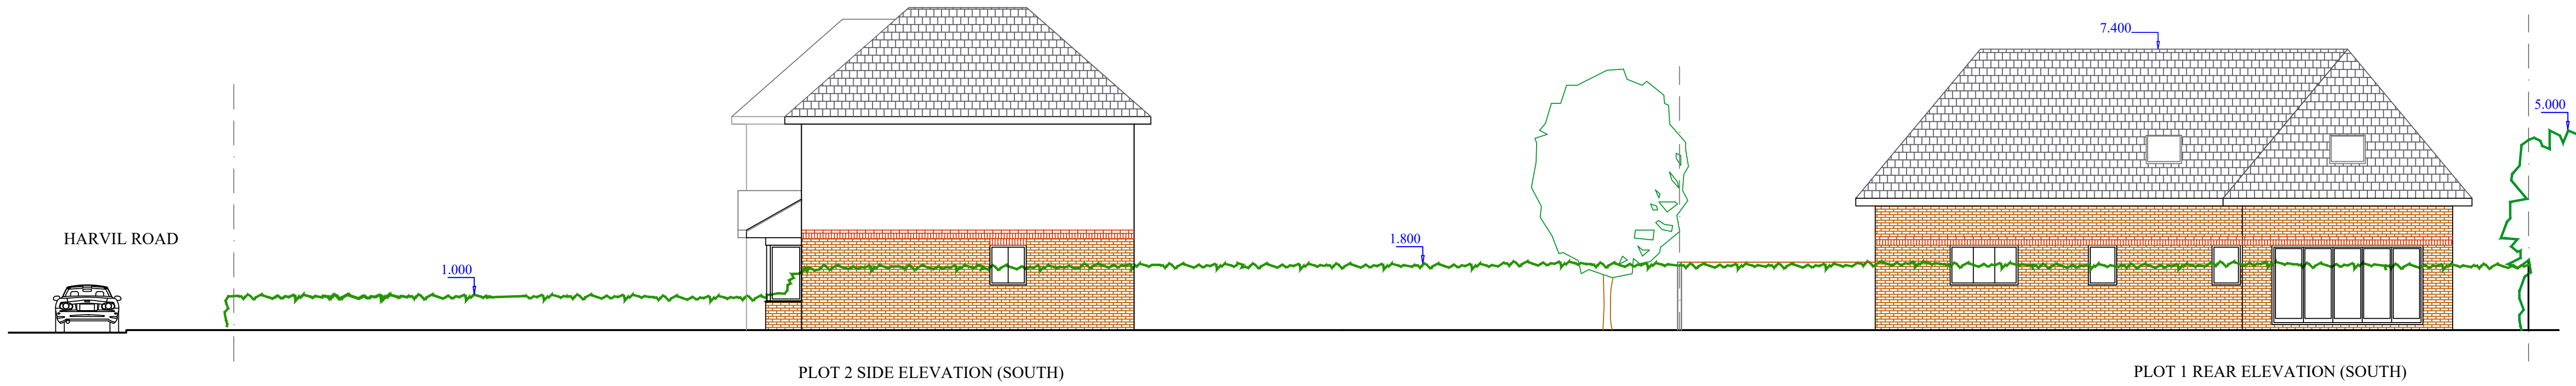 7.400
5.000
HARVIL ROAD
1.800
1.000
PLOT 2 SIDE ELEVATION (SOUTH)
PLOT 1 REAR ELEVATION (SOUTH)